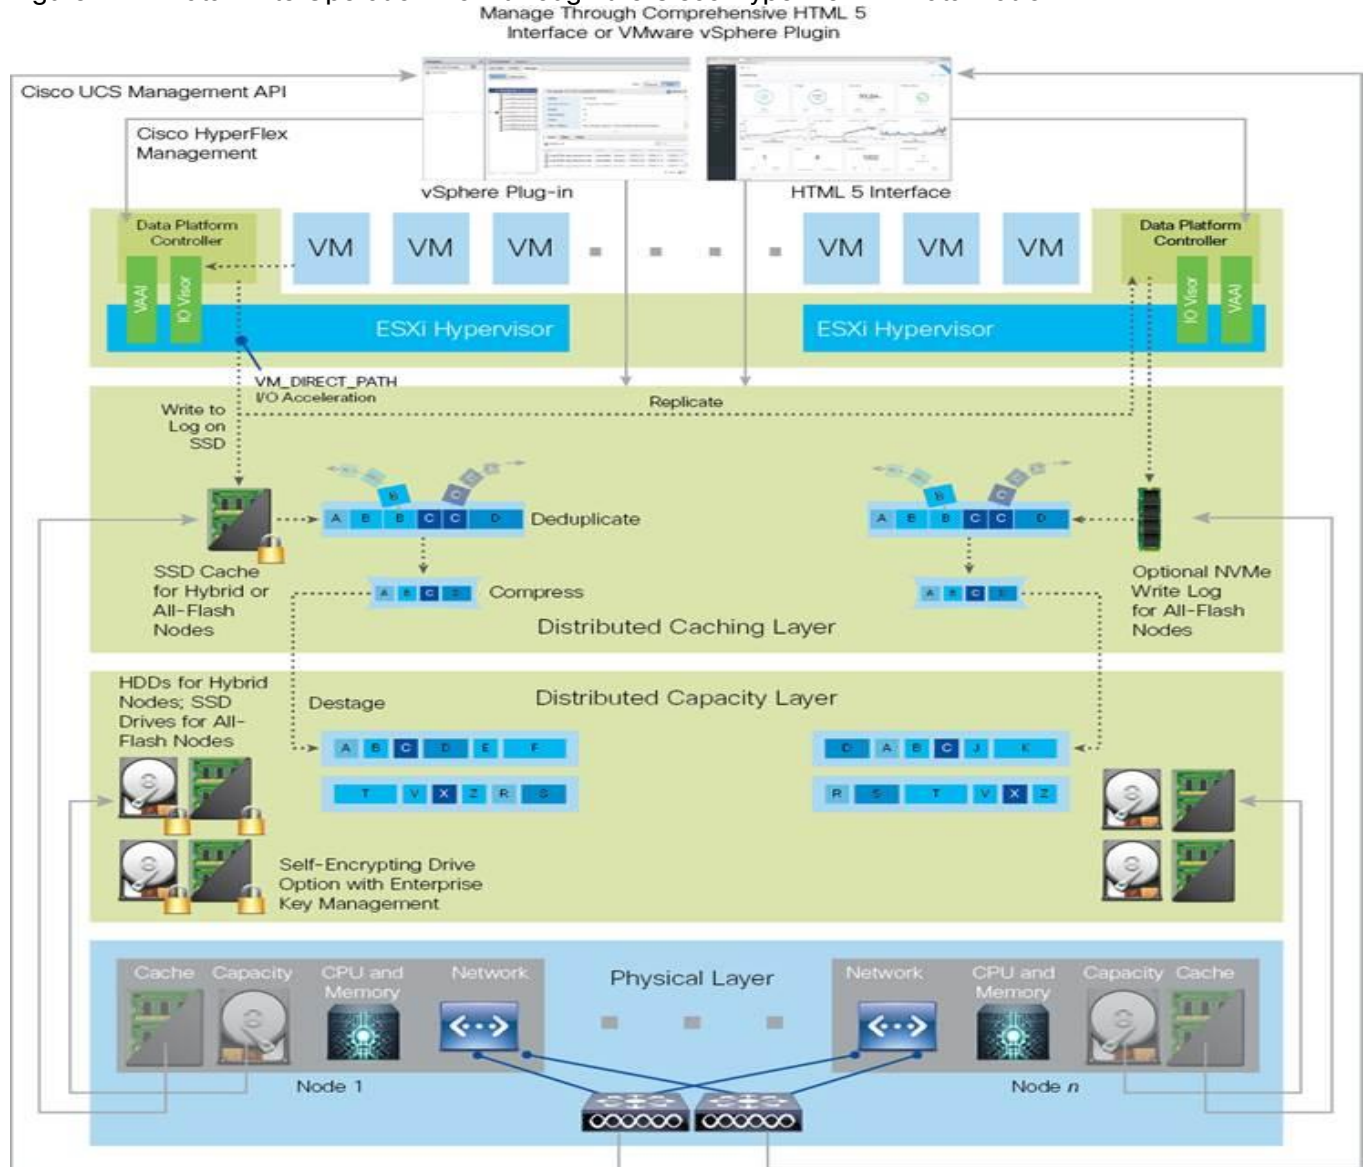 Manage Through Comprehensive HTML 5
Interface or VMware vSphere Plugin
Cisco UCS Management API
Cisco HyperFlex
Management
vSphere Plug-in
HTML 5 Interface
Data Platform
Controller
VM
VM
VM
VM
VM
VM
Data Platform
Controller
VAAI
IO Visor
ESXi Hypervisor
ESXi Hypervisor
IO Visor
VAAI
VM_DIRECT_PATH
I/O Acceleration
Write to
Log on
SSD
Replicate
B
C
B
C
A B B C C D
Deduplicate
A B B C C D
SSD Cache
for Hybrid or
All-Flash
Nodes
A B C
Compress
A B C
Optional NVMe
Write Log
for All-Flash
Nodes
Distributed Caching Layer
HDDs for Hybrid
Nodes; SSD
Drives for All-
Flash Nodes
Destage
Distributed Capacity Layer
A B C D E F
D A B C J K
T V X Z R S
R S T V X Z
Self-Encrypting Drive
Option with Enterprise
Key Management
Cache
Capacity
CPU and
Memory
Network
Physical Layer
Network
CPU and
Memory
Capacity
Cache
Node 1
Node n